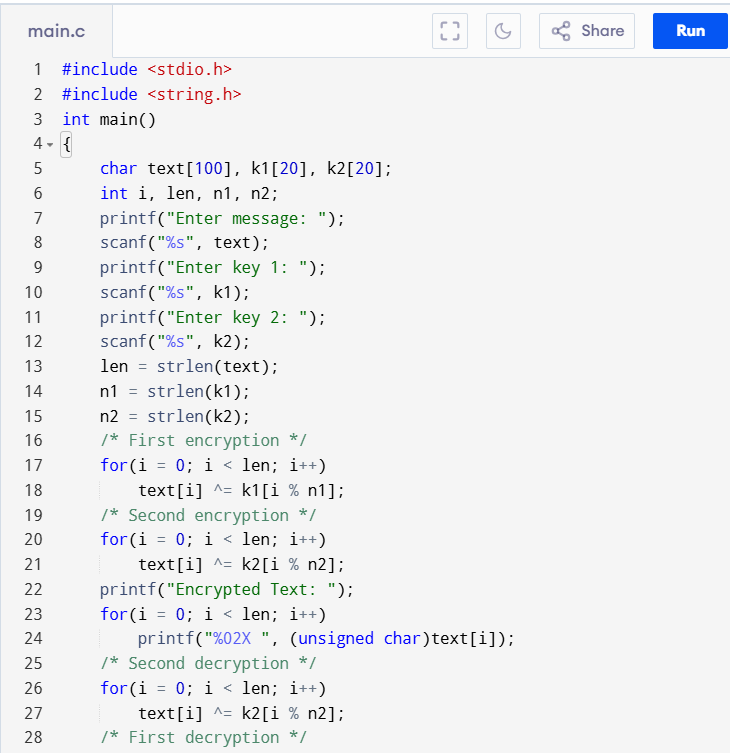 main.c Share Run
1 #include <stdio.h>
2 #include <string.h>
3 int main()
4 {
5     char text[100], k1[20], k2[20];
6     int i, len, n1, n2;
7     printf("Enter message: ");
8     scanf("%s", text);
9     printf("Enter key 1: ");
10     scanf("%s", k1);
11     printf("Enter key 2: ");
12     scanf("%s", k2);
13     len = strlen(text);
14     n1 = strlen(k1);
15     n2 = strlen(k2);
16     /* First encryption */
17     for(i = 0; i < len; i++)
18         text[i] ^= k1[i % n1];
19     /* Second encryption */
20     for(i = 0; i < len; i++)
21         text[i] ^= k2[i % n2];
22     printf("Encrypted Text: ");
23     for(i = 0; i < len; i++)
24         printf("%02X ", (unsigned char)text[i]);
25     /* Second decryption */
26     for(i = 0; i < len; i++)
27         text[i] ^= k2[i % n2];
28     /* First decryption */